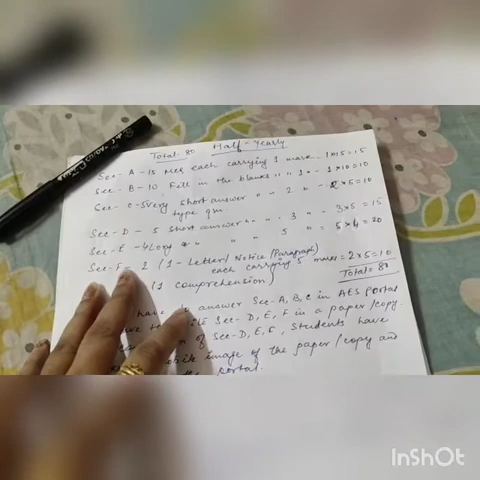 Total: 80 Half-Yearly
Sec - A - 15 MCQ each carrying 1 mark - 1×15=15
Sec - B - 10, Fill in the blanks " " 1 " - 1×10=10
Sec - C - 5 Very short answer " " 2 " - 2×5=10
type qn.
Sec - D - 5 short answer " " " 3 " 3×5=15
Sec - E - 4 Long " " " 5 " = 5×4=20
Sec - F = 2 (1 - Letter/Notice/Paragraph)
each carrying 5 marks = 2×5=10
(1 comprehension) Total = 80
have answer Sec - A, B, C in AES portal
Sec - D, E, F in a paper/copy.
of Sec - D, E, F, Students have
image of the paper/copy and
portal.
InShOt